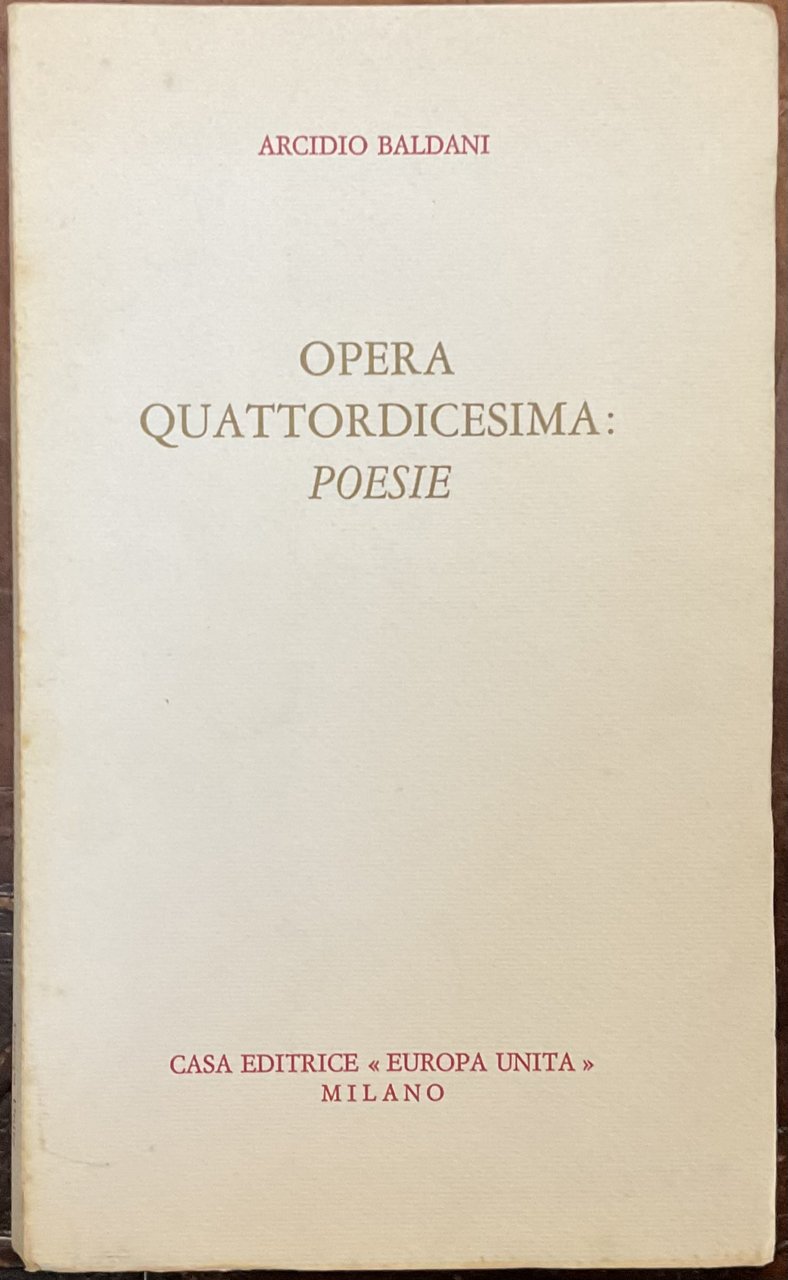 ARCIDIO BALDANI
OPERA
QUATTORDICESIMA:
POESIE
CASA EDITRICE « EUROPA UNITA »
MILANO